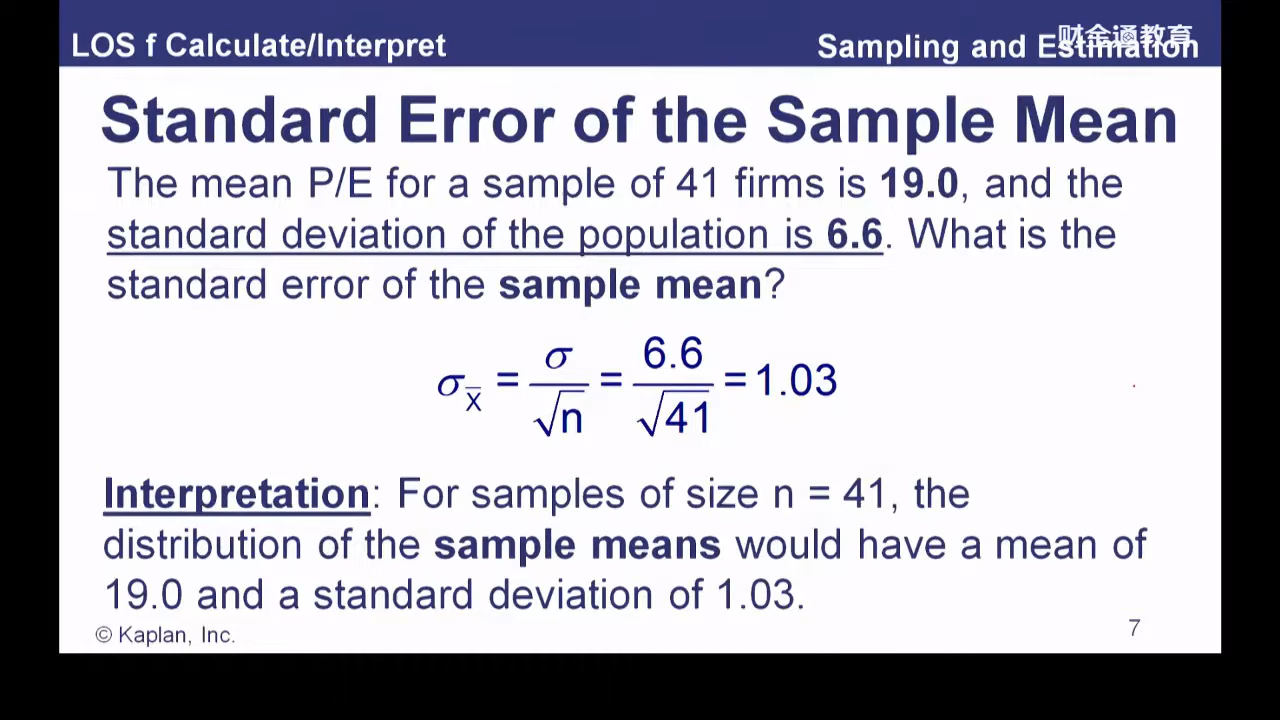 LOS f Calculate/Interpret
Sampling and Estimation
财金通教育
Standard Error of the Sample Mean
The mean P/E for a sample of 41 firms is 19.0, and the
standard deviation of the population is 6.6. What is the
standard error of the sample mean?
σ_x̄ = σ/√n = 6.6/√41 = 1.03
Interpretation: For samples of size n = 41, the
distribution of the sample means would have a mean of
19.0 and a standard deviation of 1.03.
© Kaplan, Inc.
7